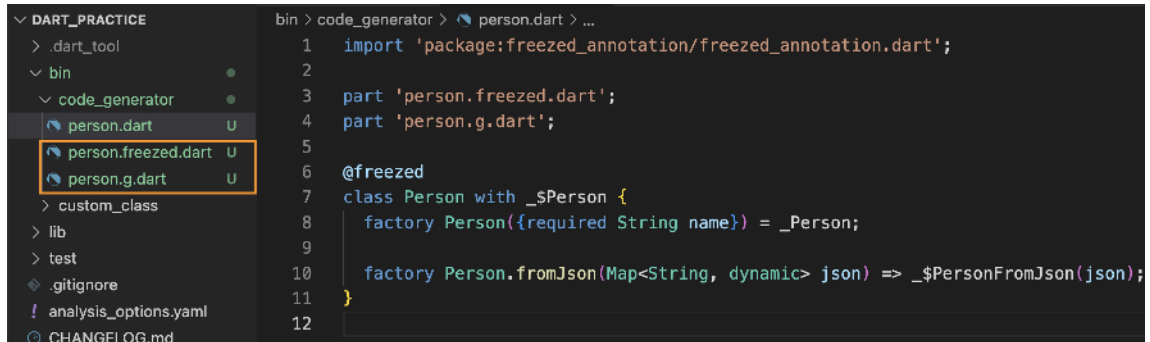 DART_PRACTICE
.dart_tool
bin
code_generator
person.dart U
person.freezed.dart U
person.g.dart U
custom_class
lib
test
.gitignore
analysis_options.yaml
CHANGELOG.md
bin > code_generator > person.dart > ...
1 import 'package:freezed_annotation/freezed_annotation.dart';
2
3 part 'person.freezed.dart';
4 part 'person.g.dart';
5
6 @freezed
7 class Person with _$Person {
8 factory Person({required String name}) = _Person;
9
10 factory Person.fromJson(Map<String, dynamic> json) => _$PersonFromJson(json);
11 }
12